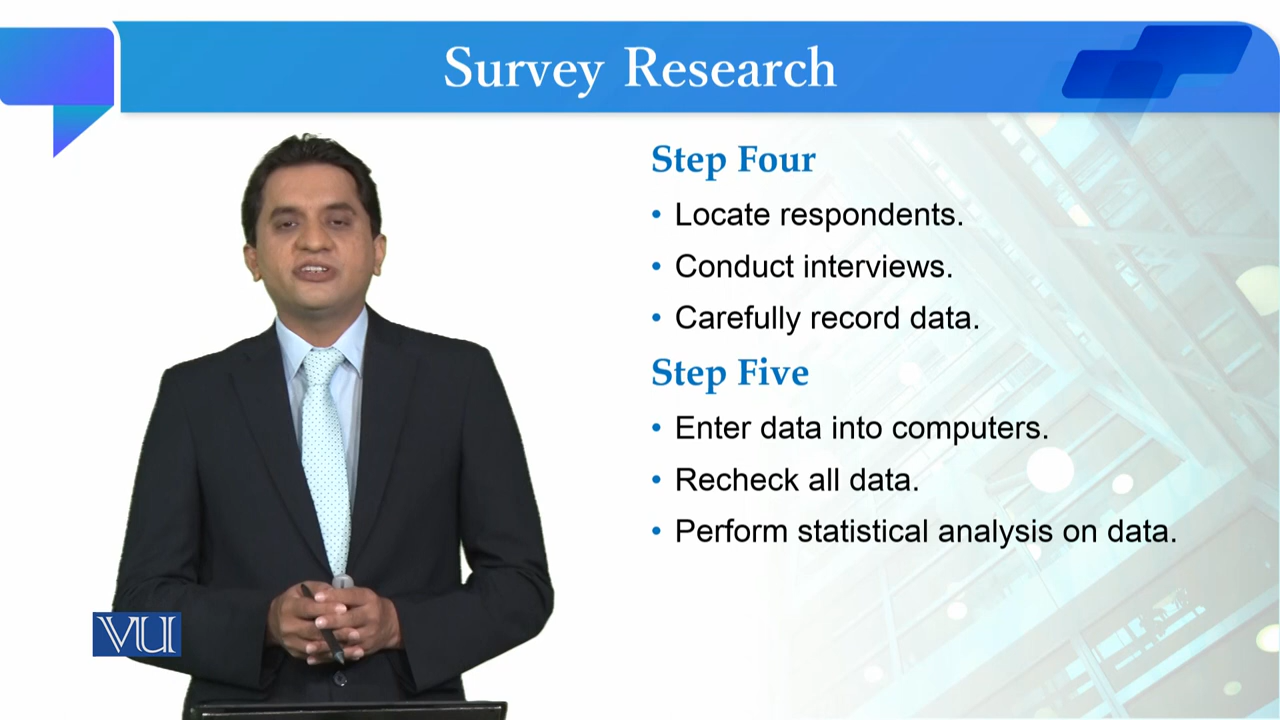 Survey Research
Step Four
• Locate respondents.
• Conduct interviews.
• Carefully record data.
Step Five
• Enter data into computers.
• Recheck all data.
• Perform statistical analysis on data.
VU